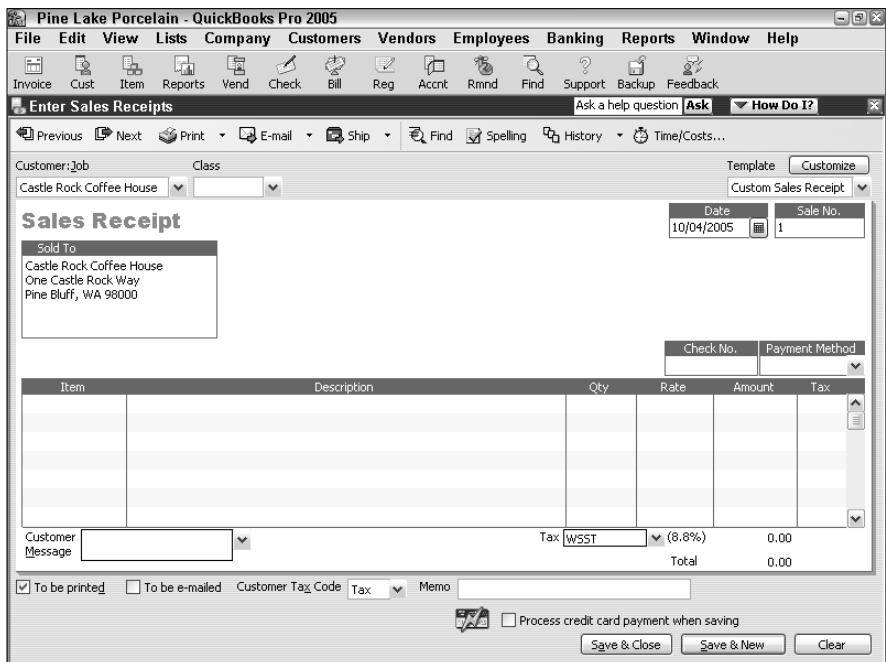 Pine Lake Porcelain - QuickBooks Pro 2005
File Edit View Lists Company Customers Vendors Employees Banking Reports Window Help
Invoice Cust Item Reports Vend Check Bill Reg Accnt Rmnd Find Support Backup Feedback
Enter Sales Receipts Ask a help question Ask How Do I?
Previous Next Print E-mail Ship Find Spelling History Time/Costs...
Customer:Job Class Template Customize
Castle Rock Coffee House Custom Sales Receipt
Sales Receipt
Date Sale No.
10/04/2005 1
Sold To
Castle Rock Coffee House
One Castle Rock Way
Pine Bluff, WA 98000
Check No. Payment Method
Item Description Qty Rate Amount Tax
Customer Message Tax WSST (8.8%) 0.00
Total 0.00
To be printed To be e-mailed Customer Tax Code Tax Memo
Process credit card payment when saving
Save & Close Save & New Clear